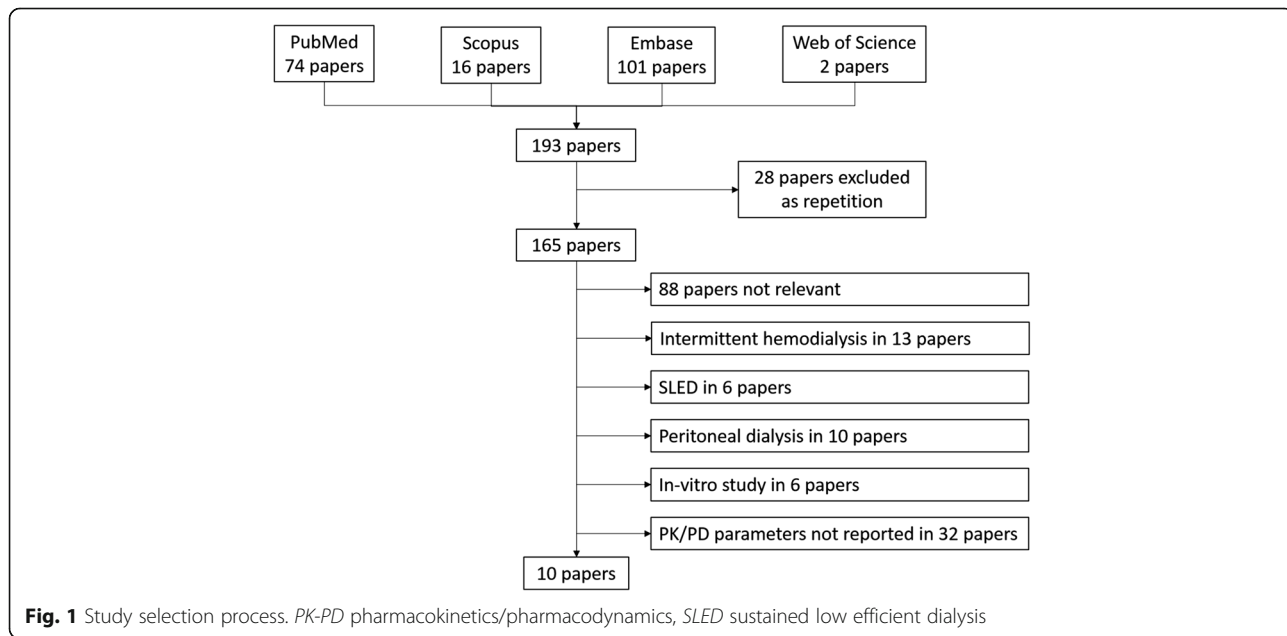 PubMed
74 papers
Scopus
16 papers
Embase
101 papers
Web of Science
2 papers
193 papers
28 papers excluded
as repetition
165 papers
88 papers not relevant
Intermittent hemodialysis in 13 papers
SLED in 6 papers
Peritoneal dialysis in 10 papers
In-vitro study in 6 papers
PK/PD parameters not reported in 32 papers
10 papers
Fig. 1 Study selection process. PK-PD pharmacokinetics/pharmacodynamics, SLED sustained low efficient dialysis